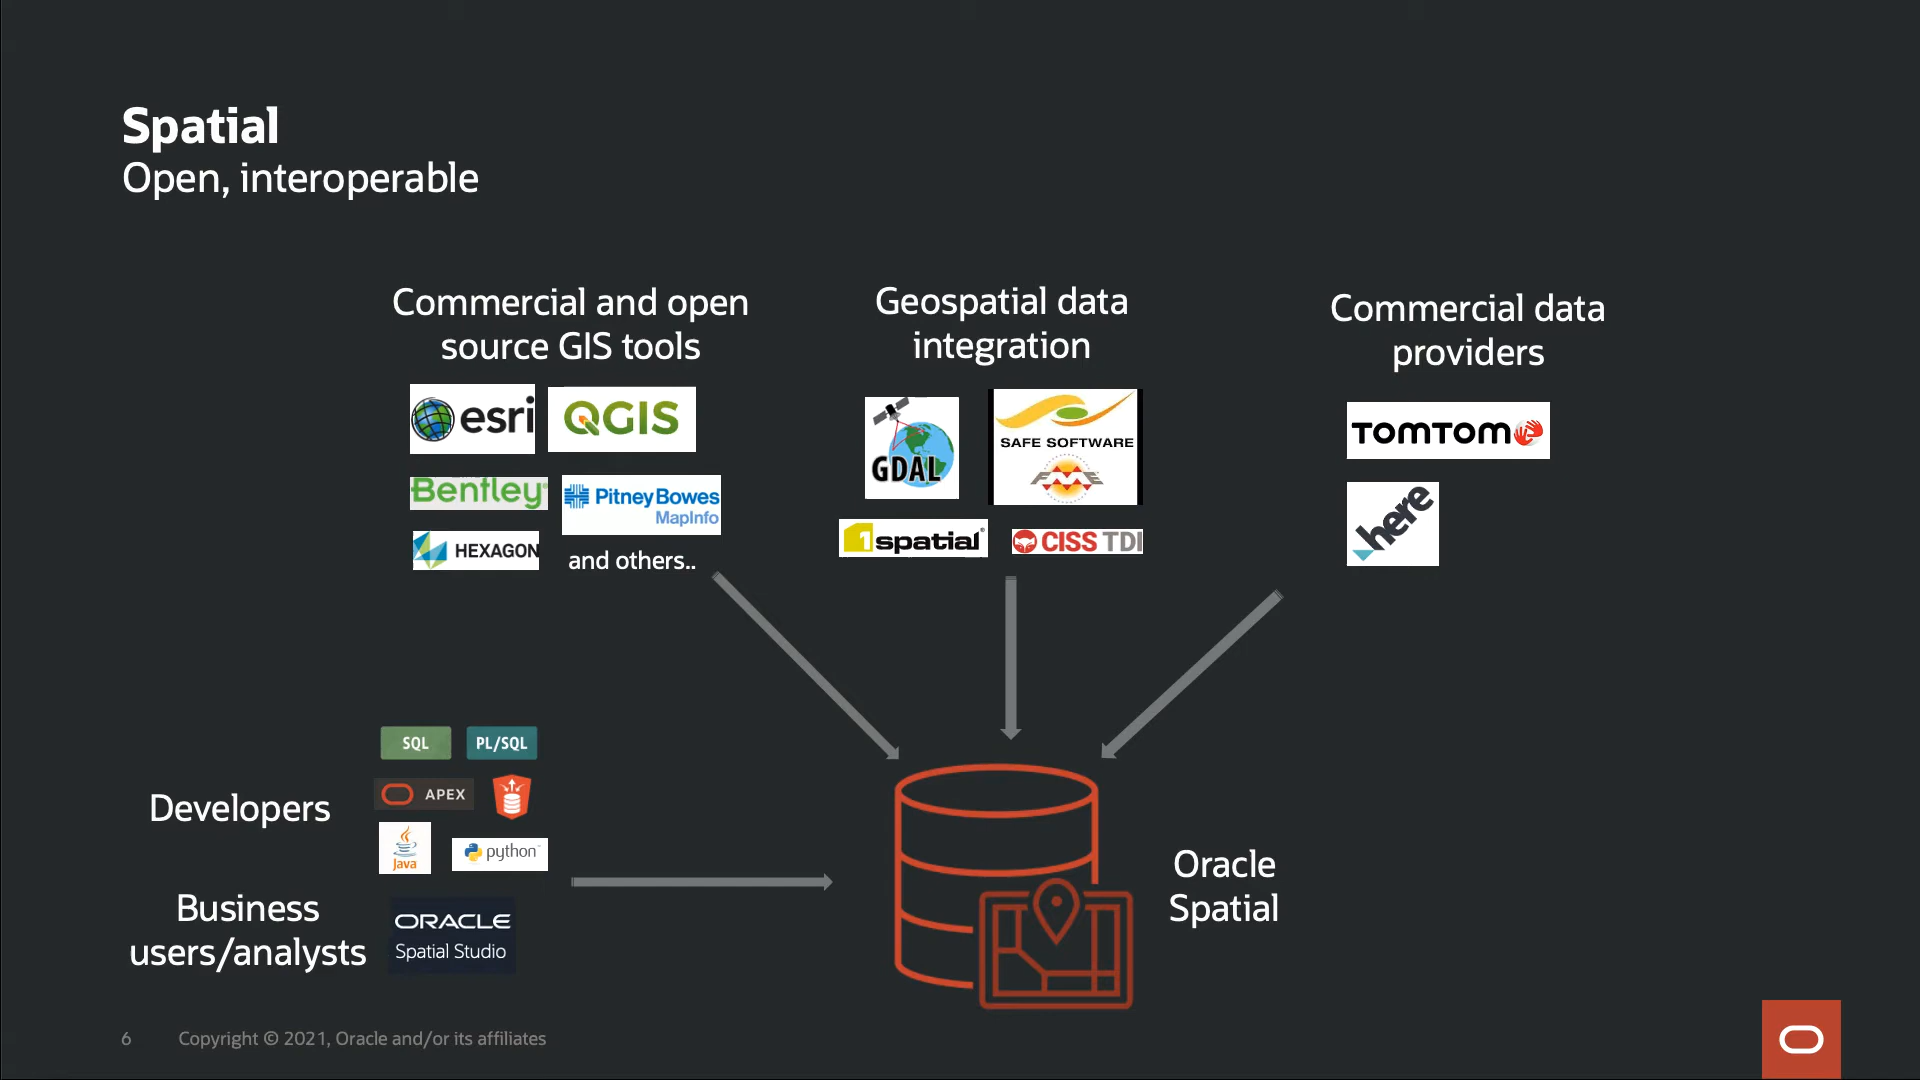 Spatial
Open, interoperable
Commercial and open
source GIS tools
esri
QGIS
Bentley®
Pitney Bowes
MapInfo
HEXAGON
and others..
Geospatial data
integration
GDAL
SAFE SOFTWARE
FME
1spatial®
CISS TDI
Commercial data
providers
TOMTOM
here
Developers
SQL
PL/SQL
APEX
Java
python™
Business
users/analysts
ORACLE
Spatial Studio
Oracle
Spatial
6
Copyright © 2021, Oracle and/or its affiliates